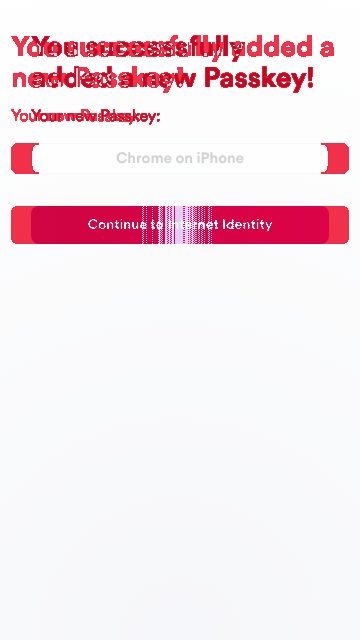 You successfully added a
new Passkey!
Your new Passkey:
Chrome on iPhone
Continue to Internet Identity